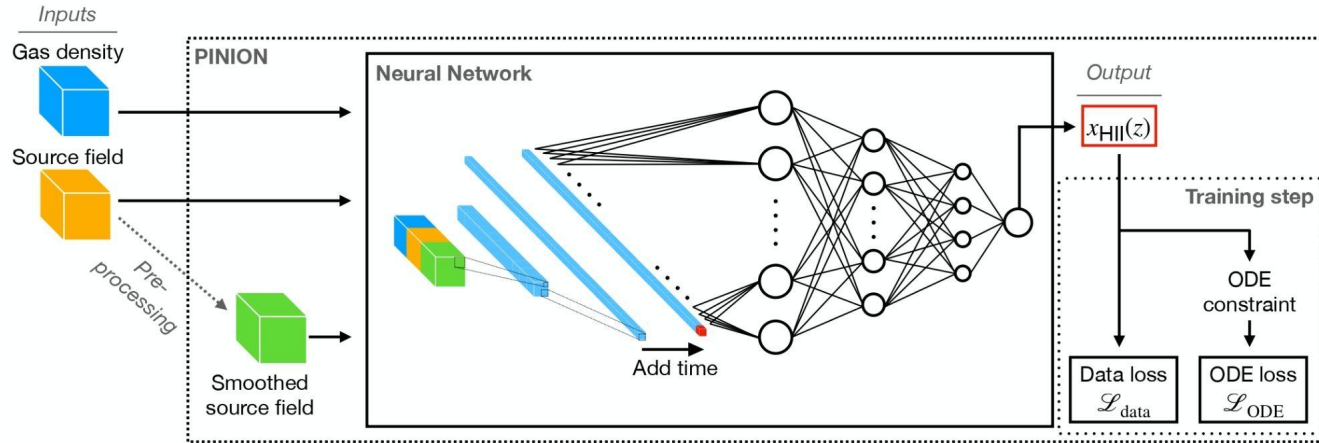 Inputs
Gas density
Source field
Pre-
processing
Smoothed
source field
PINION
Neural Network
Add time
Output
x_HII(z)
Training step
ODE
constraint
Data loss
ℒ_data
ODE loss
ℒ_ODE